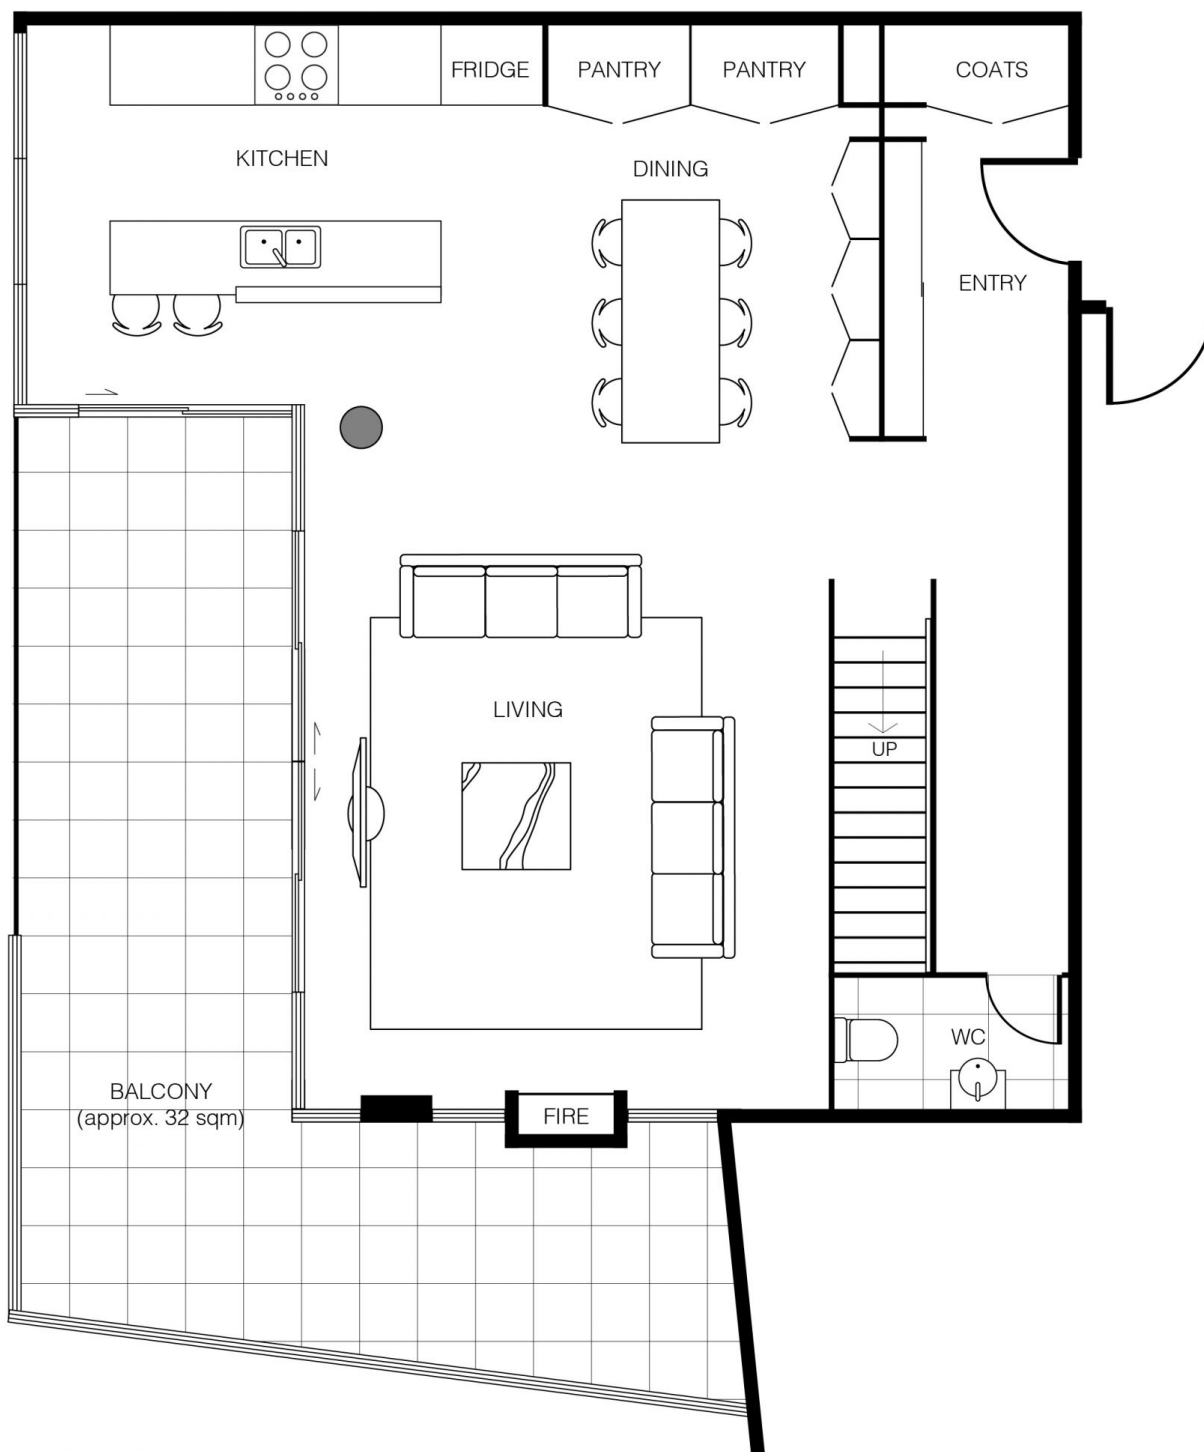 FRIDGE
PANTRY
PANTRY
COATS
KITCHEN
DINING
ENTRY
LIVING
UP
WC
BALCONY
(approx. 32 sqm)
FIRE